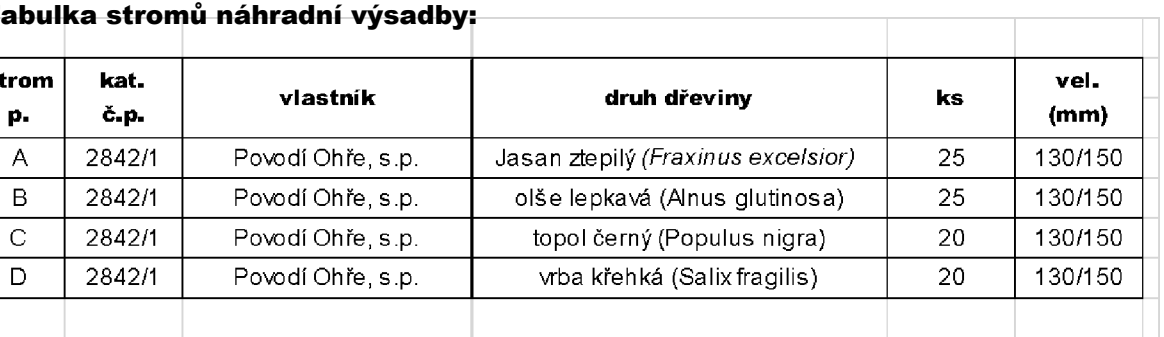 abulka stromů náhradní výsadby:
trom p. kat. č.p. vlastník druh dřeviny ks vel. (mm)
A 2842/1 Povodí Ohře, s.p. Jasan ztepilý (Fraxinus excelsior) 25 130/150
B 2842/1 Povodí Ohře, s.p. olše lepkavá (Alnus glutinosa) 25 130/150
C 2842/1 Povodí Ohře, s.p. topol černý (Populus nigra) 20 130/150
D 2842/1 Povodí Ohře, s.p. vrba křehká (Salix fragilis) 20 130/150